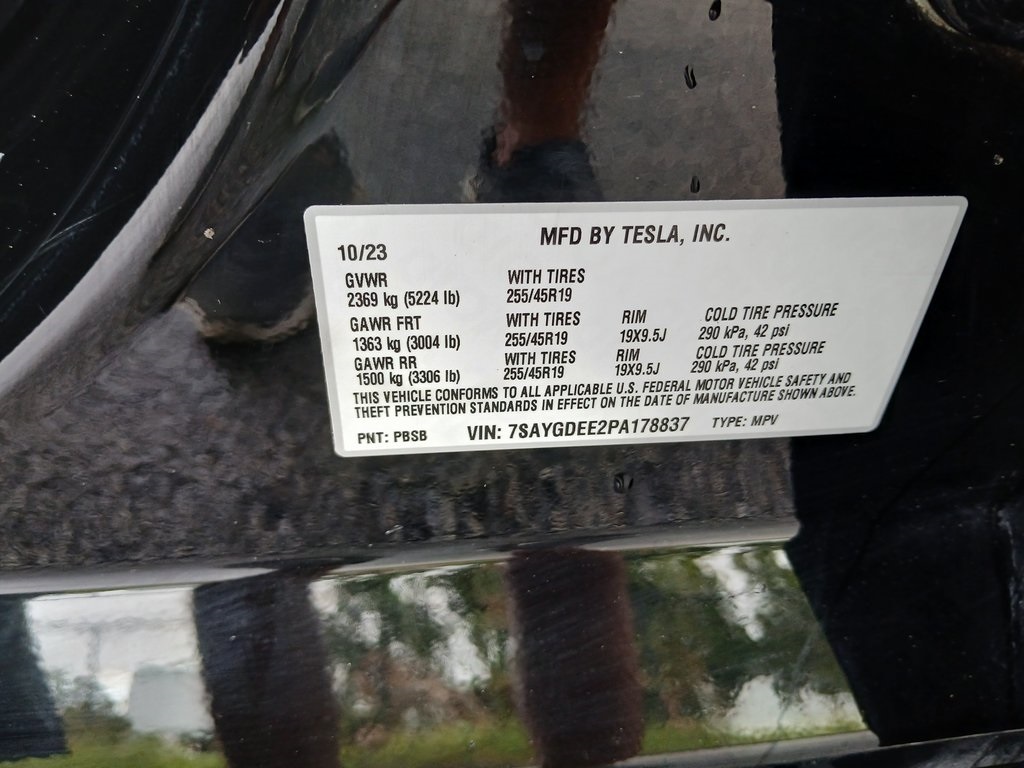 MFD BY TESLA, INC.
10/23
GVWR WITH TIRES
2369 kg (5224 lb) 255/45R19
GAWR FRT WITH TIRES RIM COLD TIRE PRESSURE
1363 kg (3004 lb) 255/45R19 19X9.5J 290 kPa, 42 psi
GAWR RR WITH TIRES RIM COLD TIRE PRESSURE
1500 kg (3306 lb) 255/45R19 19X9.5J 290 kPa, 42 psi
THIS VEHICLE CONFORMS TO ALL APPLICABLE U.S. FEDERAL MOTOR VEHICLE SAFETY AND
THEFT PREVENTION STANDARDS IN EFFECT ON THE DATE OF MANUFACTURE SHOWN ABOVE.
PNT: PBSB VIN: 7SAYGDEE2PA178837 TYPE: MPV